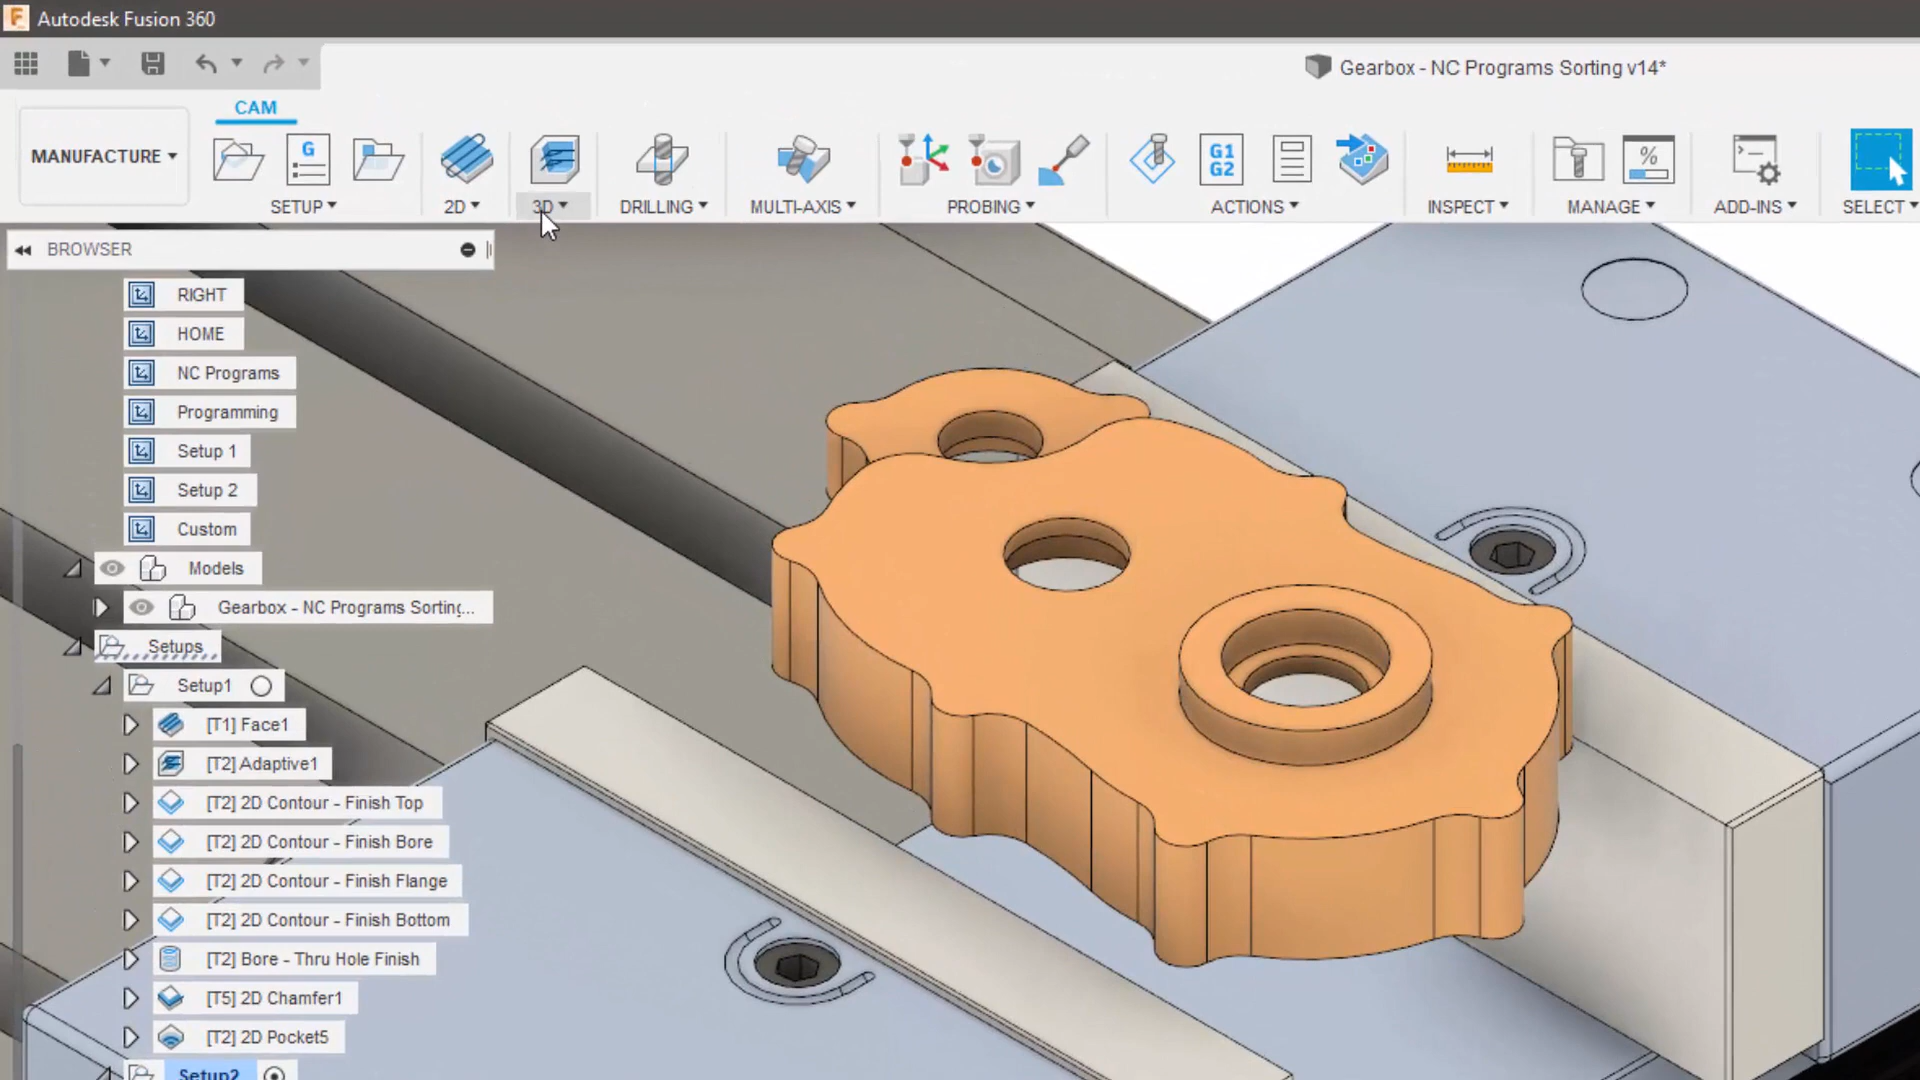 Autodesk Fusion 360
Gearbox - NC Programs Sorting v14*
CAM
MANUFACTURE
G
G1
G2
%
SETUP
2D
3D
DRILLING
MULTI-AXIS
PROBING
ACTIONS
INSPECT
MANAGE
ADD-INS
SELECT
BROWSER
RIGHT
HOME
NC Programs
Programming
Setup 1
Setup 2
Custom
Models
Gearbox - NC Programs Sorting...
Setups
Setup1
[T1] Face1
[T2] Adaptive1
[T2] 2D Contour - Finish Top
[T2] 2D Contour - Finish Bore
[T2] 2D Contour - Finish Flange
[T2] 2D Contour - Finish Bottom
[T2] Bore - Thru Hole Finish
[T5] 2D Chamfer1
[T2] 2D Pocket5
Setup2